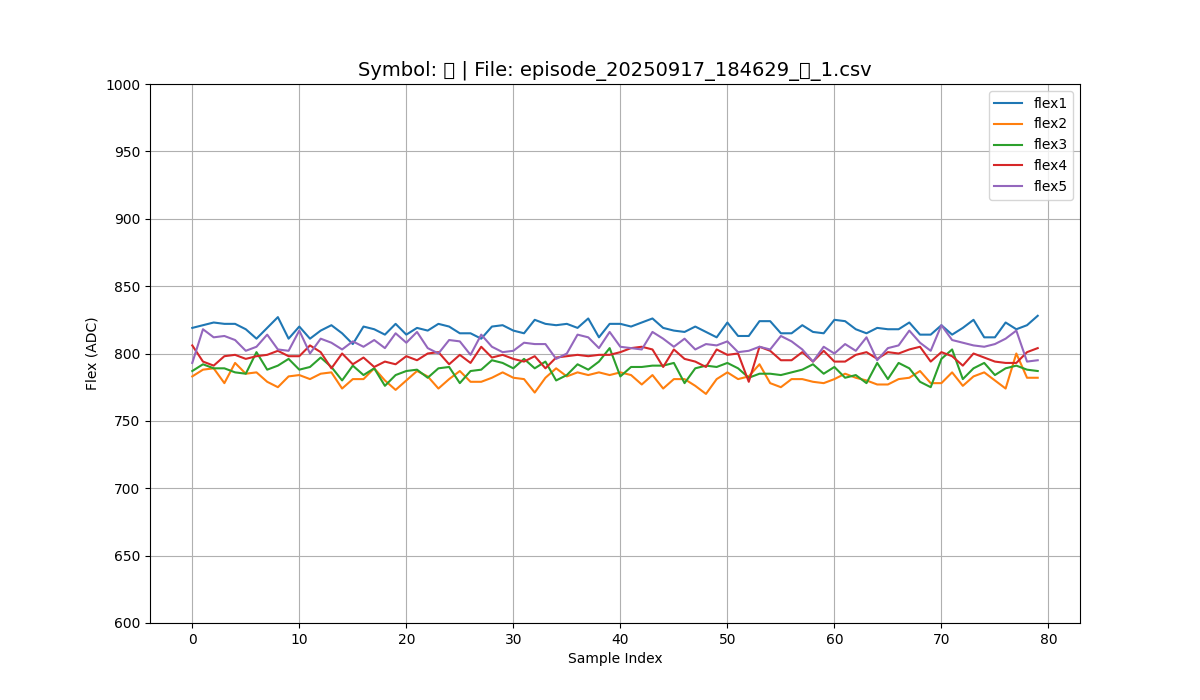 Symbol: ▯ | File: episode_20250917_184629_▯_1.csv
1000
950
900
850
800
750
700
650
600
Flex (ADC)
0 10 20 30 40 50 60 70 80
Sample Index
flex1
flex2
flex3
flex4
flex5